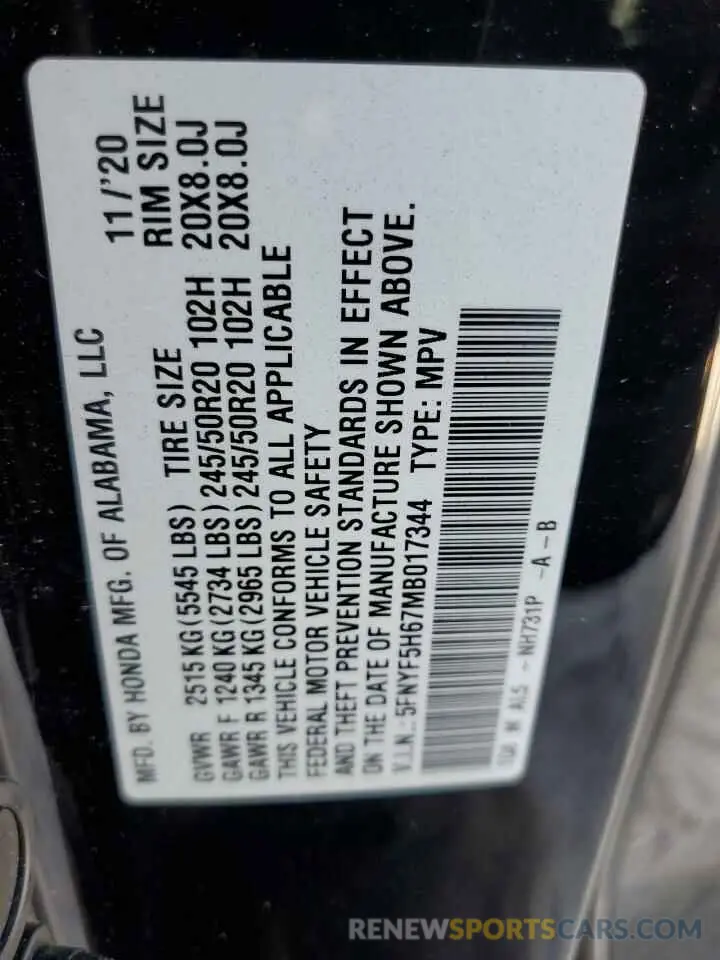 MFD. BY HONDA MFG. OF ALABAMA, LLC 11/'20
GVWR 2515 KG(5545 LBS) TIRE SIZE RIM SIZE
GAWR F 1240 KG(2734 LBS)245/50R20 102H 20X8.0J
GAWR R 1345 KG(2965 LBS)245/50R20 102H 20X8.0J
THIS VEHICLE CONFORMS TO ALL APPLICABLE
FEDERAL MOTOR VEHICLE SAFETY
AND THEFT PREVENTION STANDARDS IN EFFECT
ON THE DATE OF MANUFACTURE SHOWN ABOVE.
V.I.N.: 5FNYF5H67MB017344 TYPE: MPV
NH731P -A-B
RENEWSPORTSCARS.COM